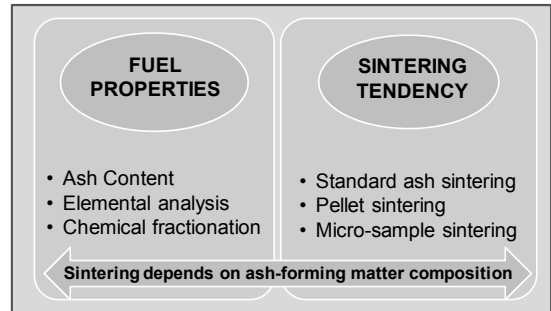 FUEL
PROPERTIES
• Ash Content
• Elemental analysis
• Chemical fractionation
SINTERING
TENDENCY
• Standard ash sintering
• Pellet sintering
• Micro-sample sintering
Sintering depends on ash-forming matter composition